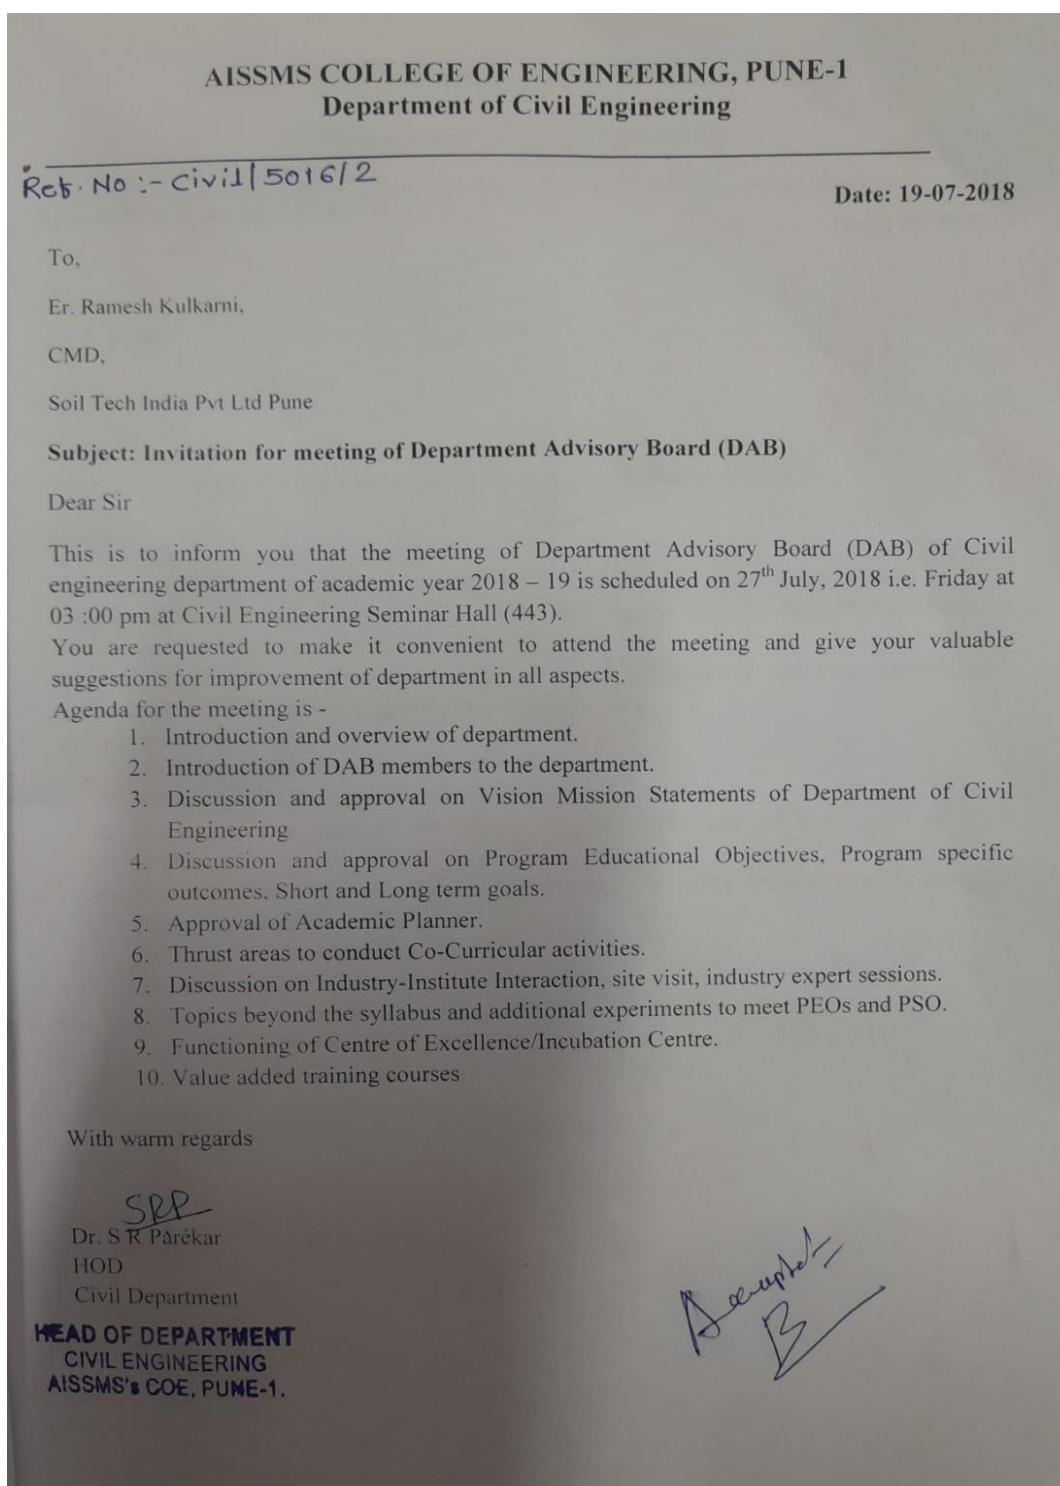 AISSMS COLLEGE OF ENGINEERING, PUNE-1
Department of Civil Engineering
Ref. No :- Civil/5016/2
Date: 19-07-2018
To,
Er. Ramesh Kulkarni,
CMD,
Soil Tech India Pvt Ltd Pune
Subject: Invitation for meeting of Department Advisory Board (DAB)
Dear Sir
This is to inform you that the meeting of Department Advisory Board (DAB) of Civil
engineering department of academic year 2018 – 19 is scheduled on 27th July, 2018 i.e. Friday at
03 :00 pm at Civil Engineering Seminar Hall (443).
You are requested to make it convenient to attend the meeting and give your valuable
suggestions for improvement of department in all aspects.
Agenda for the meeting is -
1. Introduction and overview of department.
2. Introduction of DAB members to the department.
3. Discussion and approval on Vision Mission Statements of Department of Civil
Engineering
4. Discussion and approval on Program Educational Objectives, Program specific
outcomes, Short and Long term goals.
5. Approval of Academic Planner.
6. Thrust areas to conduct Co-Curricular activities.
7. Discussion on Industry-Institute Interaction, site visit, industry expert sessions.
8. Topics beyond the syllabus and additional experiments to meet PEOs and PSO.
9. Functioning of Centre of Excellence/Incubation Centre.
10. Value added training courses
With warm regards
SRP
Dr. S R Parekar
HOD
Civil Department
HEAD OF DEPARTMENT
CIVIL ENGINEERING
AISSMS's COE, PUNE-1.